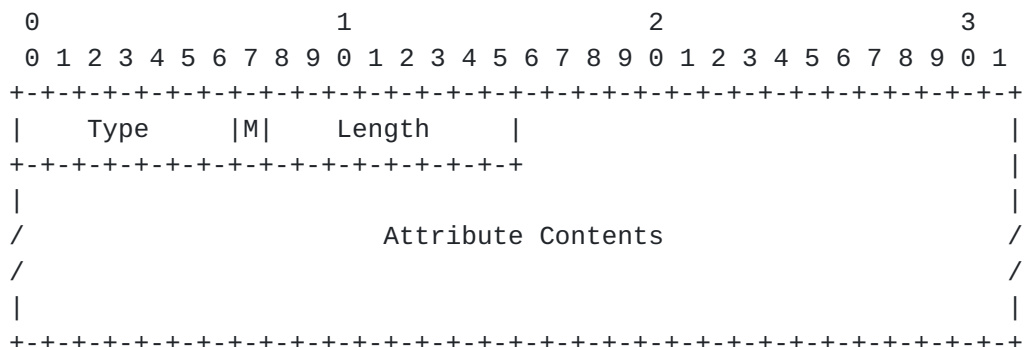 0                   1                   2                   3
 0 1 2 3 4 5 6 7 8 9 0 1 2 3 4 5 6 7 8 9 0 1 2 3 4 5 6 7 8 9 0 1
+-+-+-+-+-+-+-+-+-+-+-+-+-+-+-+-+-+-+-+-+-+-+-+-+-+-+-+-+-+-+-+-+
|    Type     |M|    Length     |                               |
+-+-+-+-+-+-+-+-+-+-+-+-+-+-+-+-+                               |
|                                                               |
/                       Attribute Contents                      /
/                                                               /
|                                                               |
+-+-+-+-+-+-+-+-+-+-+-+-+-+-+-+-+-+-+-+-+-+-+-+-+-+-+-+-+-+-+-+-+